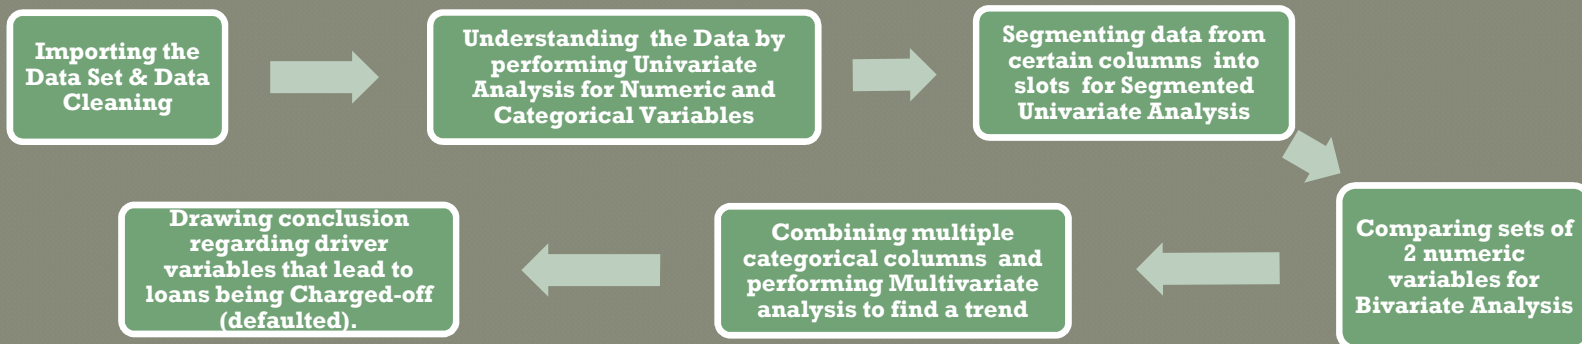 Importing the
Data Set & Data
Cleaning
Understanding the Data by
performing Univariate
Analysis for Numeric and
Categorical Variables
Segmenting data from
certain columns into
slots for Segmented
Univariate Analysis
Comparing sets of
2 numeric
variables for
Bivariate Analysis
Combining multiple
categorical columns and
performing Multivariate
analysis to find a trend
Drawing conclusion
regarding driver
variables that lead to
loans being Charged-off
(defaulted).